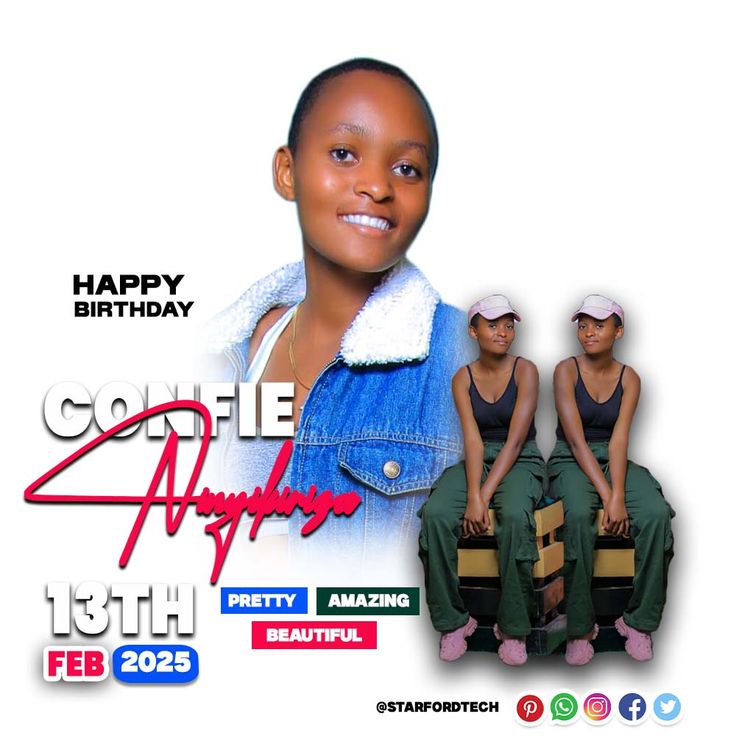 HAPPY
BIRTHDAY
CONFIE
13TH
FEB 2025
PRETTY AMAZING
BEAUTIFUL
@STARFORDTECH